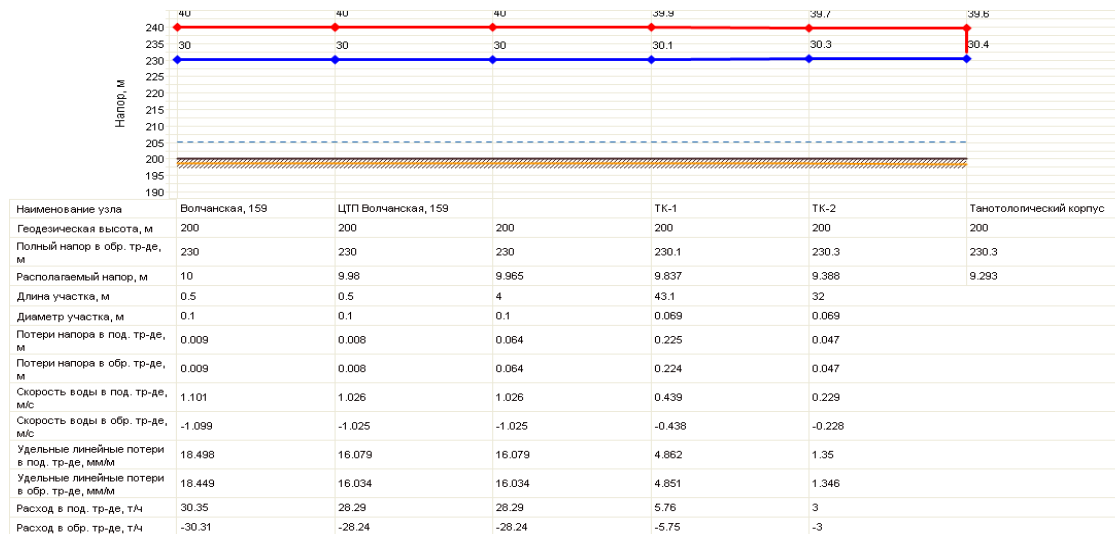 40 40 40 39.9 39.7 39.6
240
235 30 30 30 30.1 30.3 30.4
230
225
220
215
210
205
200
195
190
Напор, м
Наименование узла Волчанская, 159 ЦТП Волчанская, 159 ТК-1 ТК-2 Танотологический корпус
Геодезическая высота, м 200 200 200 200 200 200
Полный напор в обр. тр-де, 230 230 230 230.1 230.3 230.3
м
Располагаемый напор, м 10 9.98 9.965 9.837 9.388 9.293
Длина участка, м 0.5 0.5 4 43.1 32
Диаметр участка, м 0.1 0.1 0.1 0.069 0.069
Потери напора в под. тр-де, 0.009 0.008 0.064 0.225 0.047
м
Потери напора в обр. тр-де, 0.009 0.008 0.064 0.224 0.047
м
Скорость воды в под. тр-де, 1.101 1.026 1.026 0.439 0.229
м/с
Скорость воды в обр. тр-де, -1.099 -1.025 -1.025 -0.438 -0.228
м/с
Удельные линейные потери 18.498 16.079 16.079 4.862 1.35
в под. тр-де, мм/м
Удельные линейные потери 18.449 16.034 16.034 4.851 1.346
в обр. тр-де, мм/м
Расход в под. тр-де, т/ч 30.35 28.29 28.29 5.76 3
Расход в обр. тр-де, т/ч -30.31 -28.24 -28.24 -5.75 -3